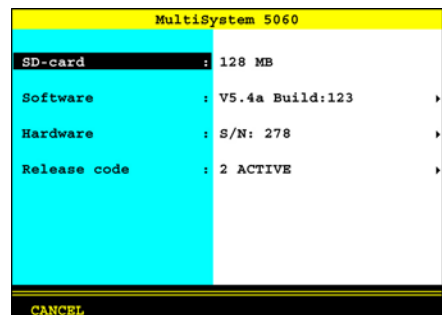 MultiSystem 5060
SD-card : 128 MB
Software : V5.4a Build:123
Hardware : S/N: 278
Release code : 2 ACTIVE
CANCEL